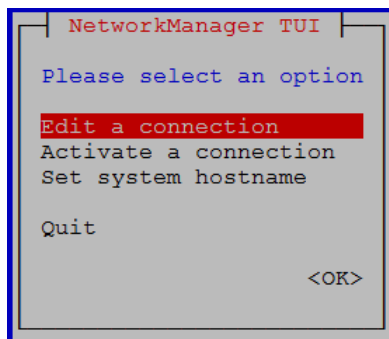 NetworkManager TUI
Please select an option
Edit a connection
Activate a connection
Set system hostname
Quit
<OK>